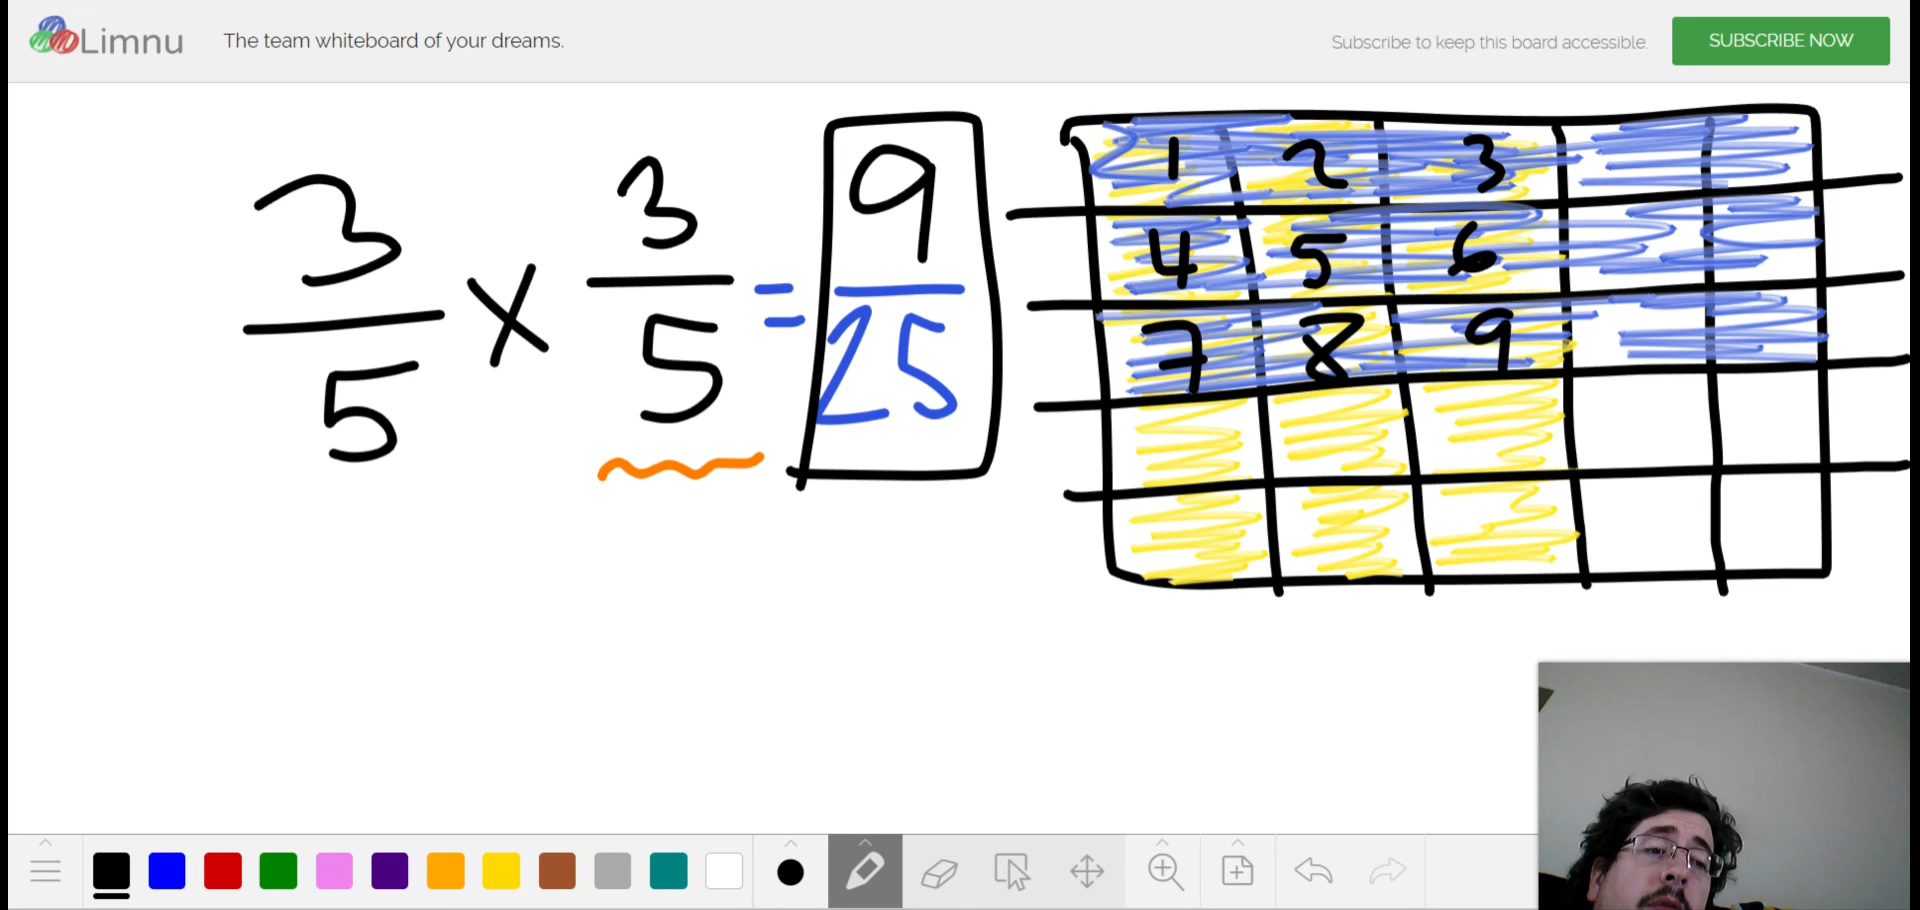 Limnu The team whiteboard of your dreams. Subscribe to keep this board accessible. SUBSCRIBE NOW
3/5 × 3/5 = 9/25
1 2 3
4 5 6
7 8 9